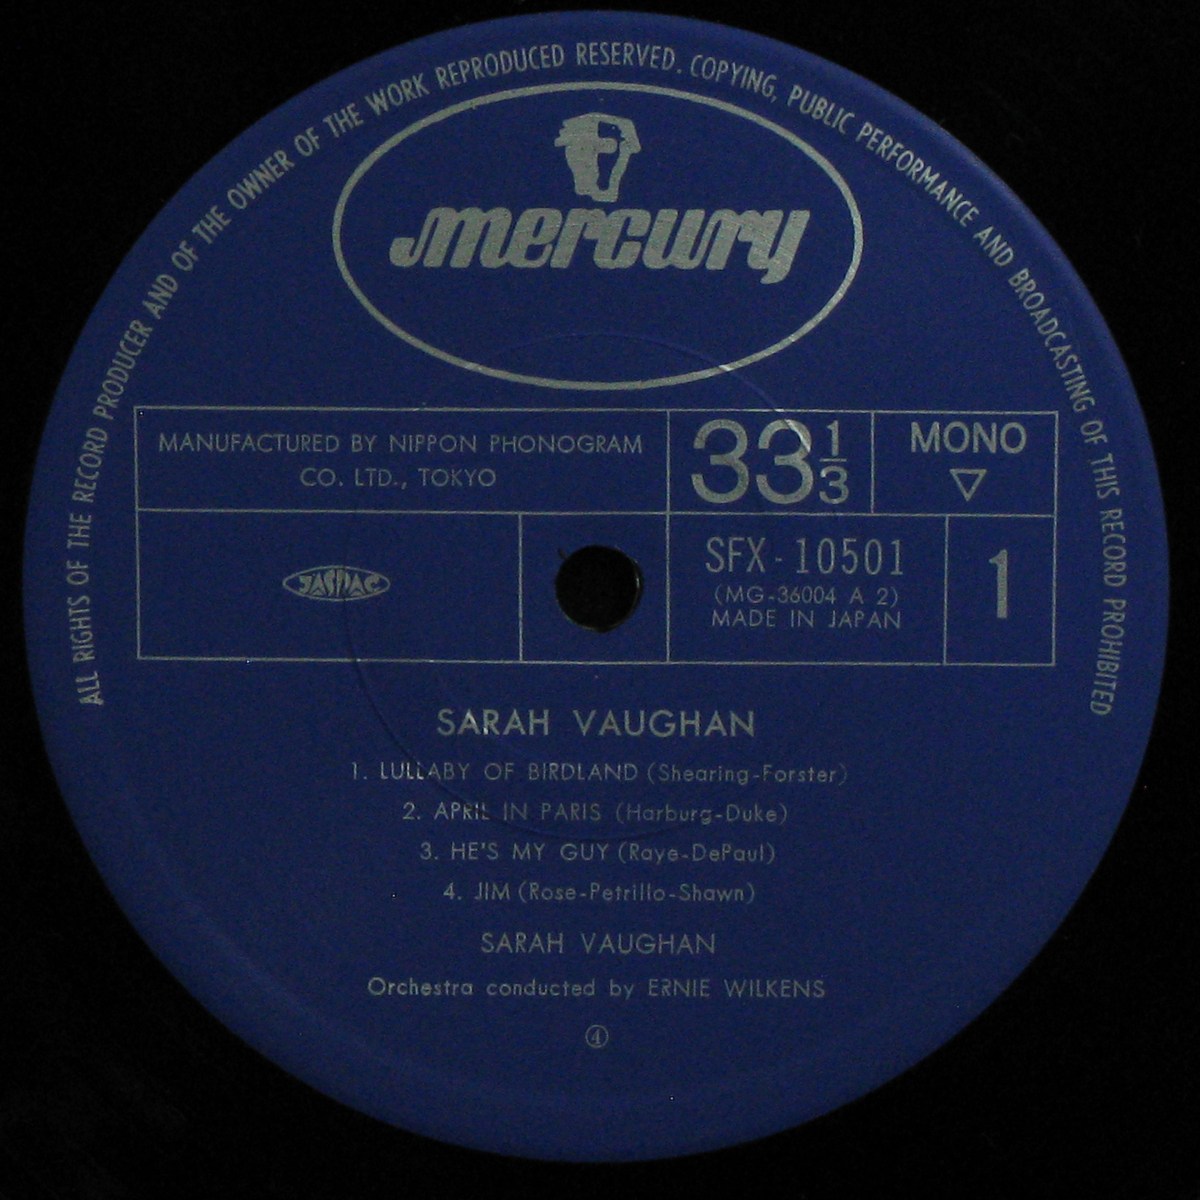 ALL RIGHTS OF THE RECORD PRODUCER AND OF THE OWNER OF THE WORK REPRODUCED RESERVED. COPYING, PUBLIC PERFORMANCE AND BROADCASTING OF THIS RECORD PROHIBITED
mercury
MANUFACTURED BY NIPPON PHONOGRAM
CO. LTD., TOKYO
33 1/3
MONO
▽
JASRAC
SFX-10501
(MG-36004 A 2)
MADE IN JAPAN
1
SARAH VAUGHAN
1. LULLABY OF BIRDLAND (Shearing-Forster)
2. APRIL IN PARIS (Harburg-Duke)
3. HE'S MY GUY (Raye-DePaul)
4. JIM (Rose-Petrillo-Shawn)
SARAH VAUGHAN
Orchestra conducted by ERNIE WILKENS
④